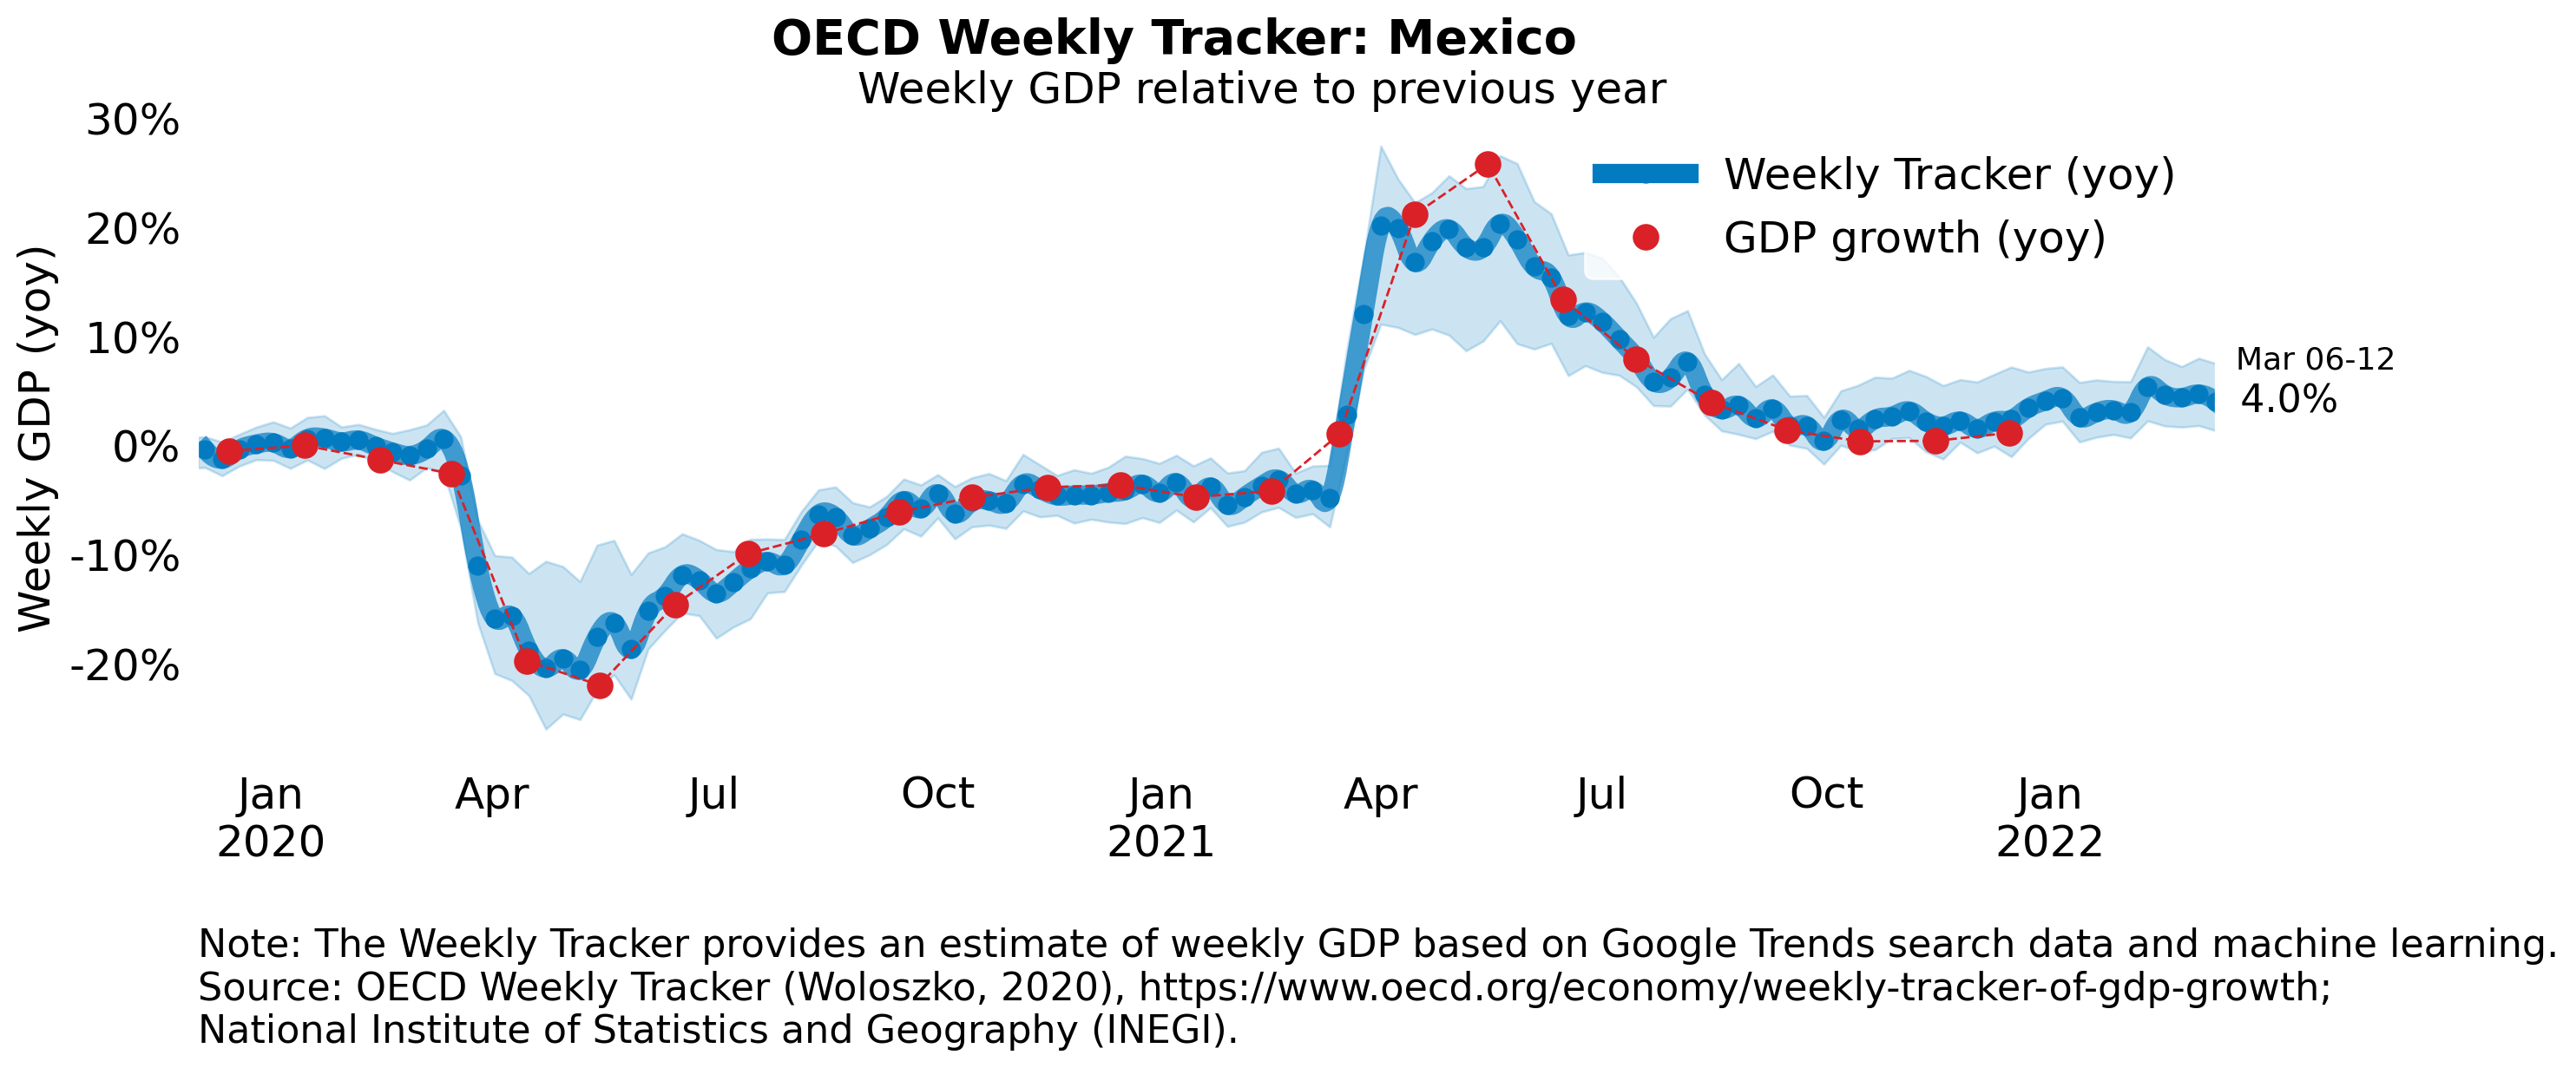 OECD Weekly Tracker: Mexico
Weekly GDP relative to previous year
Weekly GDP (yoy)
30%
20%
10%
0%
-10%
-20%
Weekly Tracker (yoy)
GDP growth (yoy)
Mar 06-12
4.0%
Jan Apr Jul Oct Jan Apr Jul Oct Jan
2020 2021 2022
Note: The Weekly Tracker provides an estimate of weekly GDP based on Google Trends search data and machine learning.
Source: OECD Weekly Tracker (Woloszko, 2020), https://www.oecd.org/economy/weekly-tracker-of-gdp-growth;
National Institute of Statistics and Geography (INEGI).